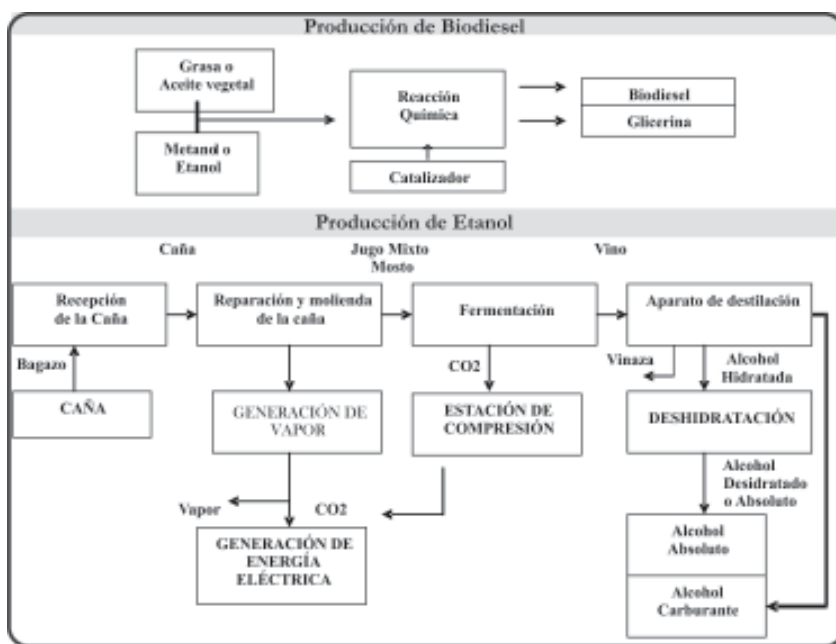 Producción de Biodiesel
Grasa o
Aceite vegetal
Metanol o
Etanol
Reacción
Quimica
Catalizador
Biodiesel
Glicerina
Producción de Etanol
Caña
Jugo Mixto
Mosto
Vino
Recepción
de la Caña
Reparación y molienda
de la caña
Fermentación
Aparato de destilación
Bagazo
CAÑA
GENERACIÓN DE
VAPOR
CO2
ESTACIÓN DE
COMPRESIÓN
Vinaza
Alcohol
Hidratada
DESHIDRATACIÓN
Vapor
CO2
GENERACIÓN DE
ENERGÍA
ELÉCTRICA
Alcohol
Desidratado
o Absoluto
Alcohol
Absoluto
Alcohol
Carburante